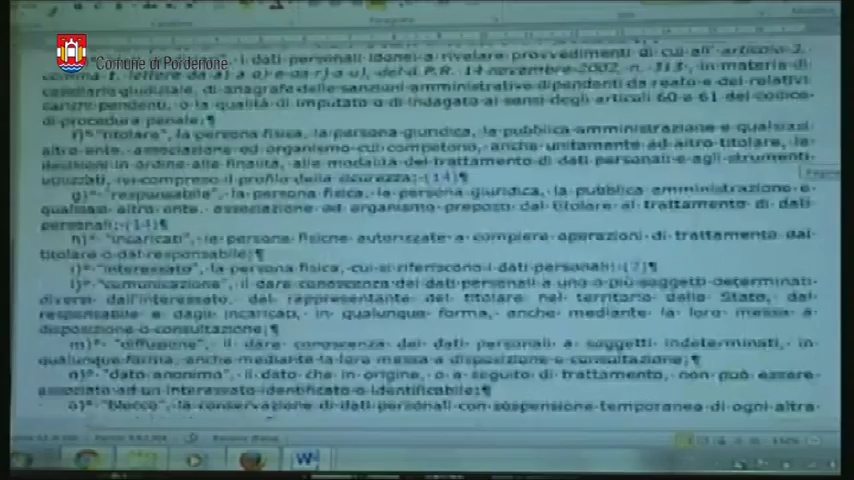 Comune di Pordenone
i dati personali idonei a rivelare provvedimenti di cui all' articolo 3,
comma 1, lettere da a) a o) e da r) a u), del d.P.R. 14 novembre 2002, n. 313, in materia di
casellario giudiziale, di anagrafe delle sanzioni amministrative dipendenti da reato e dei relativi
carichi pendenti, o la qualità di imputato o di indagato ai sensi degli articoli 60 e 61 del codice
di procedura penale;¶
f)° "titolare", la persona fisica, la persona giuridica, la pubblica amministrazione e qualsiasi
altro ente, associazione od organismo cui competono, anche unitamente ad altro titolare, le
decisioni in ordine alle finalità, alle modalità del trattamento di dati personali e agli strumenti
utilizzati, ivi compreso il profilo della sicurezza; (14)¶
g)° "responsabile", la persona fisica, la persona giuridica, la pubblica amministrazione e
qualsiasi altro ente, associazione od organismo preposti dal titolare al trattamento di dati
personali; (14)¶
h)° "incaricati", le persone fisiche autorizzate a compiere operazioni di trattamento dal
titolare o dal responsabile;¶
i)° "interessato", la persona fisica, cui si riferiscono i dati personali; (7)¶
l)° "comunicazione", il dare conoscenza dei dati personali a uno o più soggetti determinati
diversi dall'interessato, dal rappresentante del titolare nel territorio dello Stato, dal
responsabile e dagli incaricati, in qualunque forma, anche mediante la loro messa a
disposizione o consultazione;¶
m)° "diffusione", il dare conoscenza dei dati personali a soggetti indeterminati, in
qualunque forma, anche mediante la loro messa a disposizione o consultazione;¶
n)° "dato anonimo", il dato che in origine, o a seguito di trattamento, non può essere
associato ad un interessato identificato o identificabile;¶
o)° "blocco", la conservazione di dati personali con sospensione temporanea di ogni altra
W